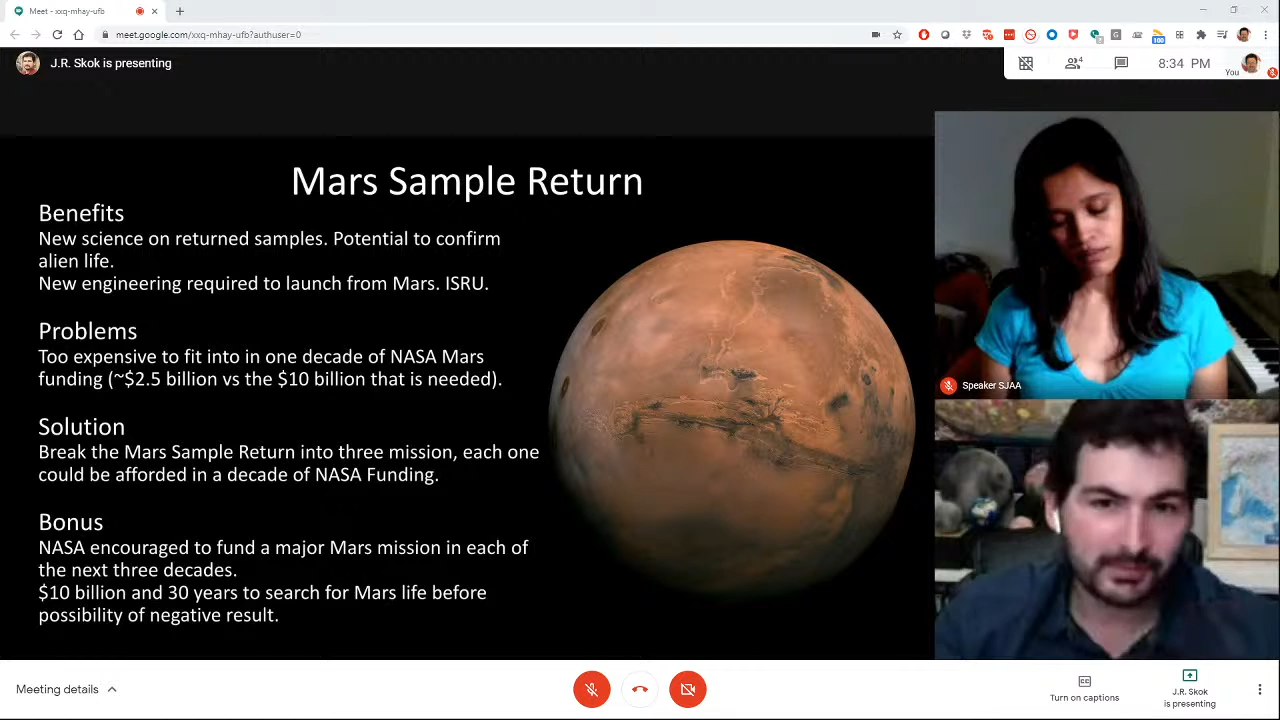 Meet - xxq-mhay-ufb
meet.google.com/xxq-mhay-ufb?authuser=0
100
J.R. Skok is presenting
4
8:34 PM
You
Mars Sample Return
Benefits
New science on returned samples. Potential to confirm
alien life.
New engineering required to launch from Mars. ISRU.
Problems
Too expensive to fit into in one decade of NASA Mars
funding (~$2.5 billion vs the $10 billion that is needed).
Solution
Break the Mars Sample Return into three mission, each one
could be afforded in a decade of NASA Funding.
Bonus
NASA encouraged to fund a major Mars mission in each of
the next three decades.
$10 billion and 30 years to search for Mars life before
possibility of negative result.
Speaker SJAA
Meeting details
CC
Turn on captions
J.R. Skok
is presenting